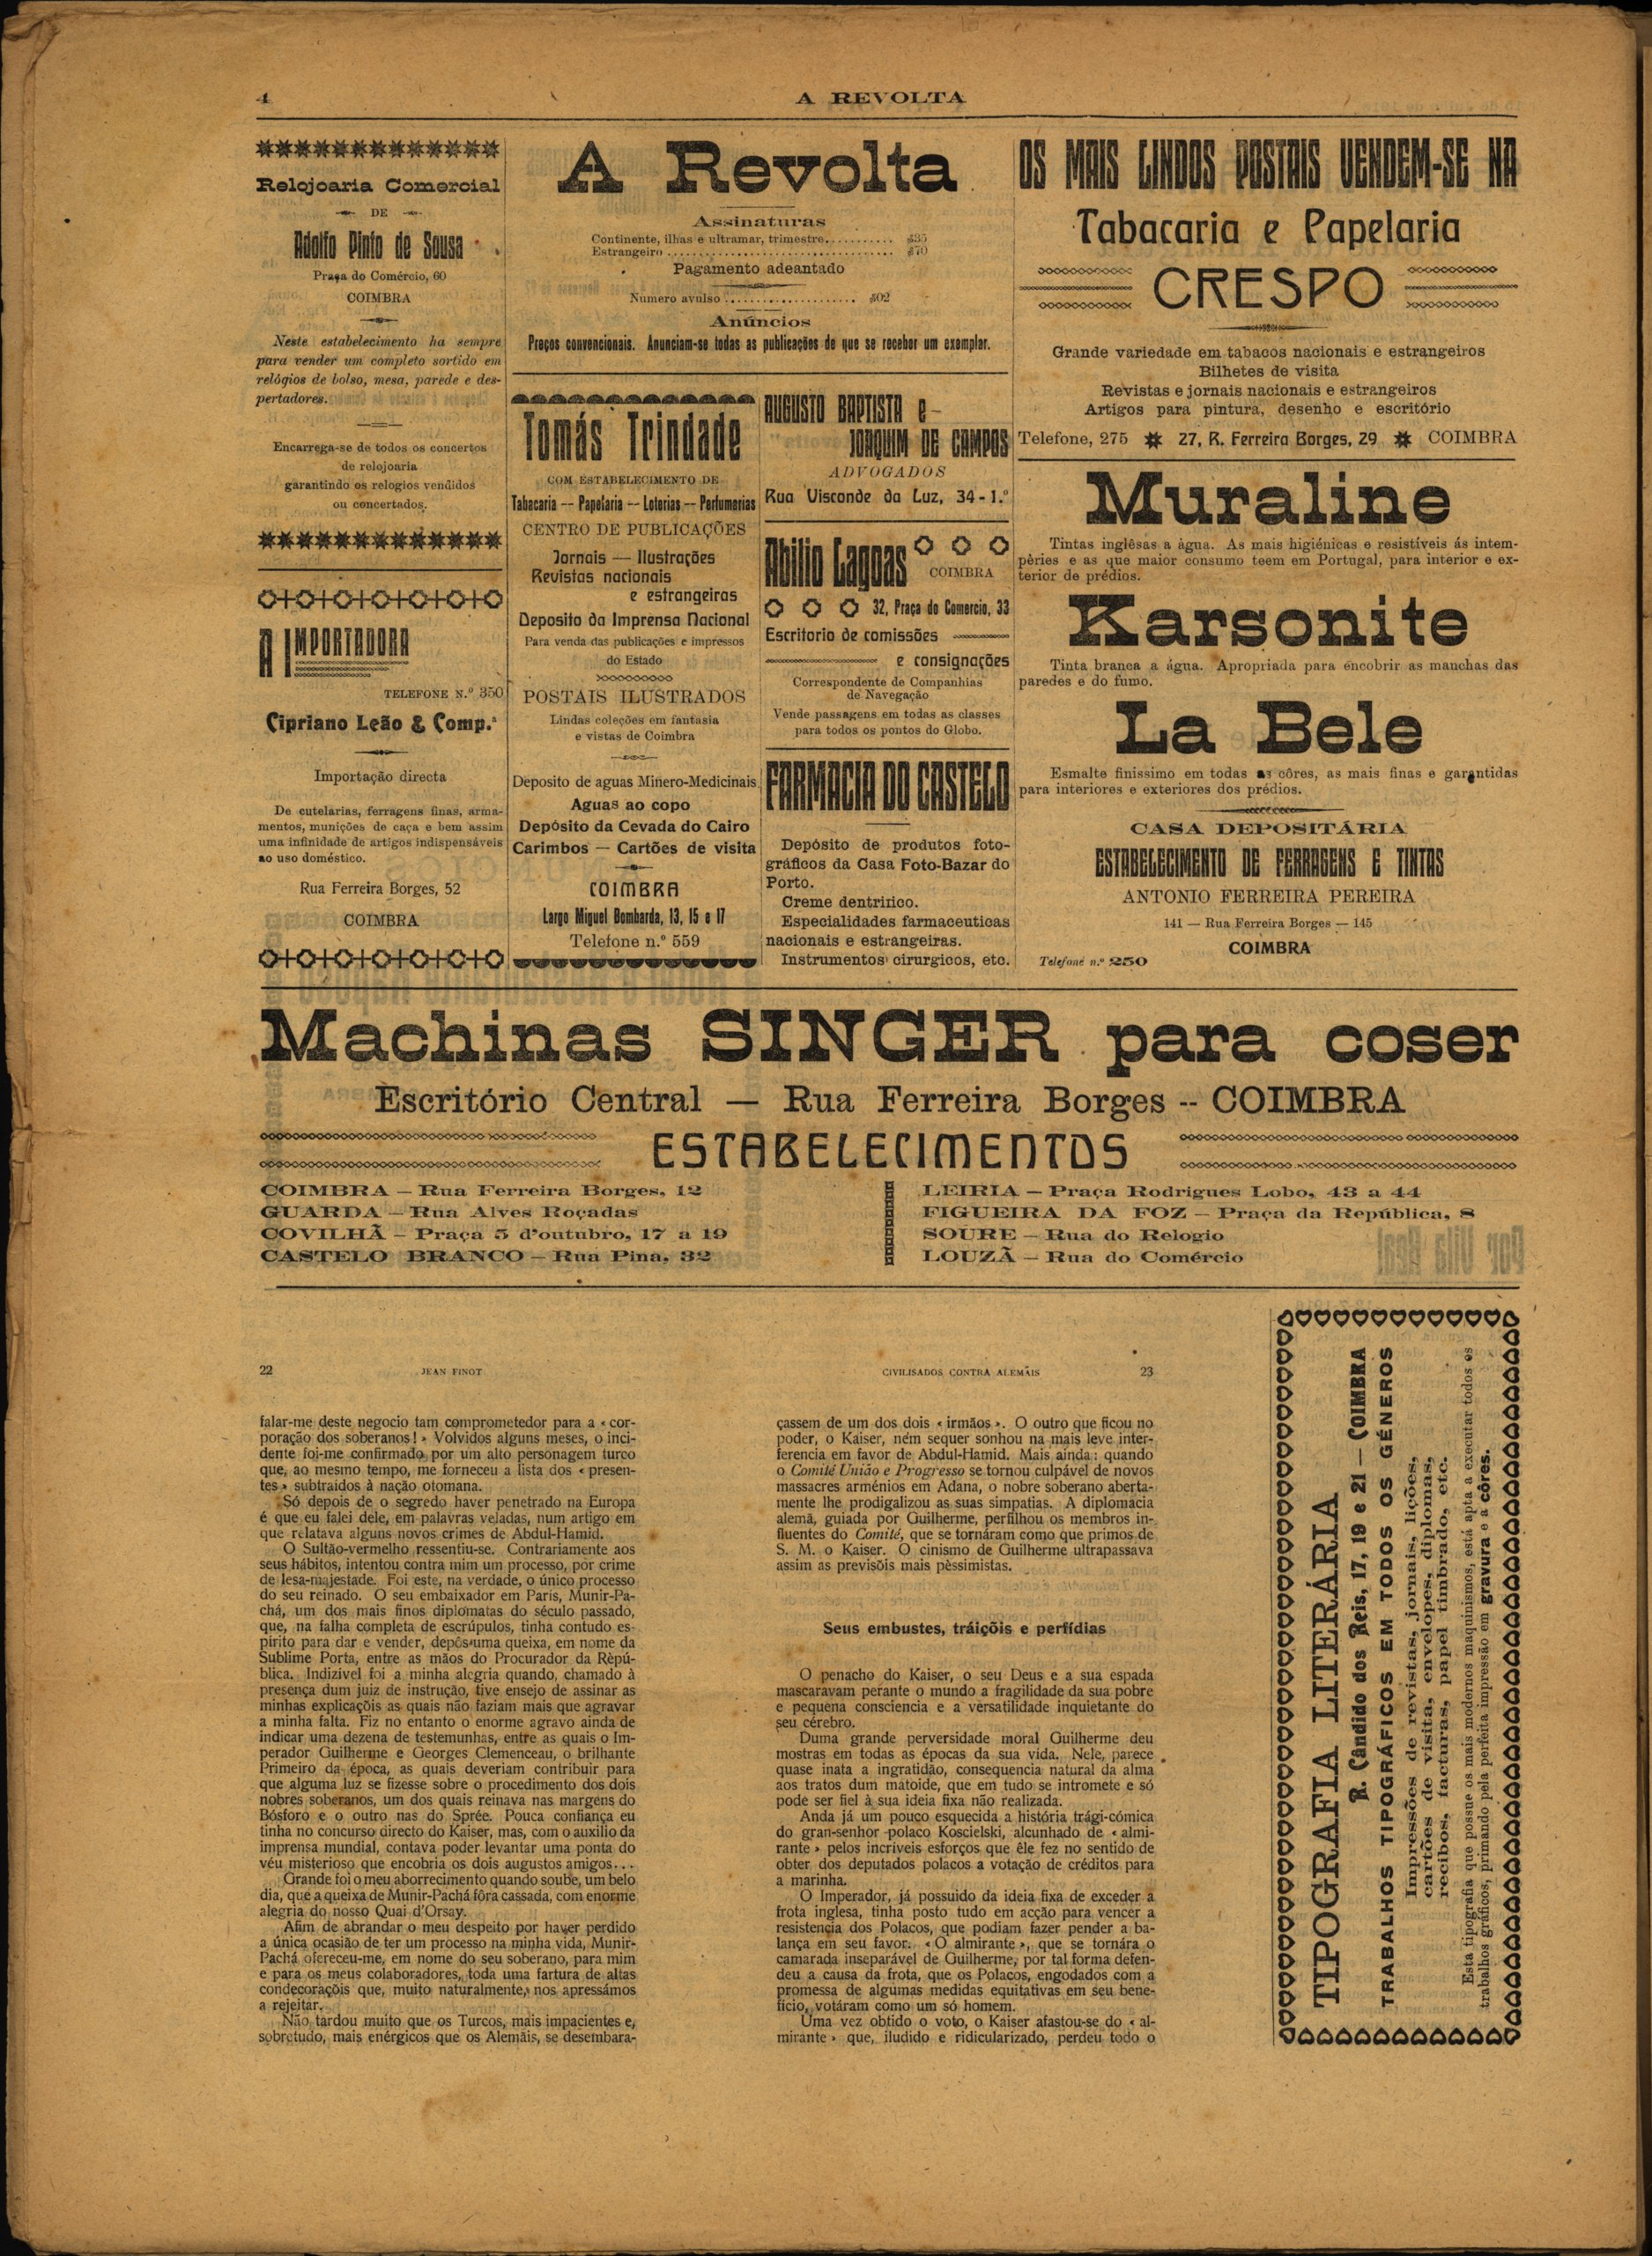 4
A REVOLTA
Relojoaria Comercial
DE
Adolfo Pinto de Sousa
Praça do Comércio, 60
COIMBRA
Neste estabelecimento ha sempre
para vender um completo sortido em
relógios de bolso, mesa, parede e des-
pertadores.
Encarrega-se de todos os concertos
de relojoaria
garantindo os relogios vendidos
ou concertados.
A IMPORTADORA
TELEFONE N.º 350
Cipriano Leão & Comp.ª
Importação directa
De cutelarias, ferragens finas, arma-
mentos, munições de caça e bem assim
uma infinidade de artigos indispensáveis
ao uso doméstico.
Rua Ferreira Borges, 52
COIMBRA
A Revolta
Assinaturas
Continente, ilhas e ultramar, trimestre.......... $35
Estrangeiro .................................. $70
Pagamento adeantado
Numero avulso .................... $02
Anúncios
Preços convencionais. Anunciam-se todas as publicações de que se receber um exemplar.
Tomás Trindade
COM ESTABELECIMENTO DE
Tabacaria — Papelaria — Loterias — Perfumarias
CENTRO DE PUBLICAÇÕES
Jornais — Ilustrações
Revistas nacionais
e estrangeiras
Deposito da Imprensa Nacional
Para venda das publicações e impressos
do Estado
POSTAIS ILUSTRADOS
Lindas coleções em fantasia
e vistas de Coimbra
Deposito de aguas Minero-Medicinais
Aguas ao copo
Depósito da Cevada do Cairo
Carimbos — Cartões de visita
COIMBRA
Largo Miguel Bombarda, 13, 15 e 17
Telefone n.º 559
AUGUSTO BAPTISTA e
JOAQUIM DE CAMPOS
ADVOGADOS
Rua Visconde da Luz, 34-1.º
Abilio Lagoas
COIMBRA
32, Praça do Comercio, 33
Escritorio de comissões
e consignações
Correspondente de Companhias
de Navegação
Vende passagens em todas as classes
para todos os pontos do Globo.
FARMACIA DO CASTELO
Depósito de produtos foto-
gráficos da Casa Foto-Bazar do
Porto.
Creme dentririco.
Especialidades farmaceuticas
nacionais e estrangeiras.
Instrumentos cirurgicos, etc.
OS MAIS LINDOS POSTAIS VENDEM-SE NA
Tabacaria e Papelaria
CRESPO
Grande variedade em tabacos nacionais e estrangeiros
Bilhetes de visita
Revistas e jornais nacionais e estrangeiros
Artigos para pintura, desenho e escritório
Telefone, 275 27, R. Ferreira Borges, 29 COIMBRA
Muraline
Tintas inglêsas a àgua. As mais higiénicas e resistíveis ás intem-
péries e as que maior consumo teem em Portugal, para interior e ex-
terior de prédios.
Karsonite
Tinta branca a água. Apropriada para encobrir as manchas das
paredes e do fumo.
La Bele
Esmalte finissimo em todas as côres, as mais finas e garantidas
para interiores e exteriores dos prédios.
CASA DEPOSITÁRIA
ESTABELECIMENTO DE FERRAGENS E TINTAS
ANTONIO FERREIRA PEREIRA
141 — Rua Ferreira Borges — 145
COIMBRA
Telefone n.º 250
Machinas SINGER para coser
Escritório Central — Rua Ferreira Borges -- COIMBRA
ESTABELECIMENTOS
COIMBRA — Rua Ferreira Borges, 12
GUARDA — Rua Alves Roçadas
COVILHÃ — Praça 5 d'outubro, 17 a 19
CASTELO BRANCO — Rua Pina, 32
LEIRIA — Praça Rodrigues Lobo, 43 a 44
FIGUEIRA DA FOZ — Praça da República, 8
SOURE — Rua do Relogio
LOUZÃ — Rua do Comércio
22
JEAN FINOT
falar-me deste negocio tam comprometedor para a « cor-
poração dos soberanos! » Volvidos alguns meses, o inci-
dente foi-me confirmado por um alto personagem turco
que, ao mesmo tempo, me forneceu a lista dos « presen-
tes » subtraidos à nação otomana.
Só depois de o segredo haver penetrado na Europa
é que eu falei dele, em palavras veladas, num artigo em
que relatava alguns novos crimes de Abdul-Hamid.
O Sultão-vermelho ressentiu-se. Contrariamente aos
seus hábitos, intentou contra mim um processo, por crime
de lesa-majestade. Foi este, na verdade, o único processo
do seu reinado. O seu embaixador em Paris, Munir-Pa-
chá, um dos mais finos diplomatas do século passado,
que, na falha completa de escrúpulos, tinha contudo es-
pirito para dar e vender, depôs uma queixa, em nome da
Sublime Porta, entre as mãos do Procurador da Rèpú-
blica. Indizivel foi a minha alegria quando, chamado à
presença dum juiz de instrução, tive ensejo de assinar as
minhas explicaçõis as quais não faziam mais que agravar
a minha falta. Fiz no entanto o enorme agravo ainda de
indicar uma dezena de testemunhas, entre as quais o Im-
perador Guilherme e Georges Clemenceau, o brilhante
Primeiro da época, as quais deveriam contribuir para
que alguma luz se fizesse sobre o procedimento dos dois
nobres soberanos, um dos quais reinava nas margens do
Bósforo e o outro nas do Sprée. Pouca confiança eu
tinha no concurso directo do Kaiser, mas, com o auxilio da
imprensa mundial, contava poder levantar uma ponta do
véu misterioso que encobria os dois augustos amigos...
Grande foi o meu aborrecimento quando soube, um belo
dia, que a queixa de Munir-Pachá fôra cassada, com enorme
alegria do nosso Quai d'Orsay.
Afim de abrandar o meu despeito por haver perdido
a única ocasião de ter um processo na minha vida, Munir-
Pachá ofereceu-me, em nome do seu soberano, para mim
e para os meus colaboradores, toda uma fartura de altas
condecoraçõis que, muito naturalmente, nos apressámos
a rejeitar.
Não tardou muito que os Turcos, mais impacientes e,
sobretudo, mais enérgicos que os Alemãis, se desembara-
CIVILISADOS CONTRA ALEMÃIS
23
çassem de um dos dois « irmãos ». O outro que ficou no
poder, o Kaiser, nem sequer sonhou na mais leve inter-
ferencia em favor de Abdul-Hamid. Mais ainda: quando
o Comité União e Progresso se tornou culpável de novos
massacres arménios em Adana, o nobre soberano aberta-
mente lhe prodigalizou as suas simpatias. A diplomacia
alemã, guiada por Guilherme, perfilhou os membros in-
fluentes do Comité, que se tornáram como que primos de
S. M. o Kaiser. O cinismo de Guilherme ultrapassava
assim as previsõis mais pèssimistas.
Seus embustes, tráiçõis e perfídias
O penacho do Kaiser, o seu Deus e a sua espada
mascaravam perante o mundo a fragilidade da sua pobre
e pequena consciencia e a versatilidade inquietante do
seu cérebro.
Duma grande perversidade moral Guilherme deu
mostras em todas as épocas da sua vida. Nele, parece
quase inata a ingratidão, consequencia natural da alma
aos tratos dum matoide, que em tudo se intromete e só
pode ser fiel à sua ideia fixa não realizada.
Anda já um pouco esquecida a história trági-cómica
do gran-senhor polaco Koscielski, alcunhado de « almi-
rante » pelos incriveis esforços que êle fez no sentido de
obter dos deputados polacos a votação de créditos para
a marinha.
O Imperador, já possuido da ideia fixa de exceder a
frota inglesa, tinha posto tudo em acção para vencer a
resistencia dos Polacos, que podiam fazer pender a ba-
lança em seu favor. « O almirante », que se tornára o
camarada inseparável de Guilherme, por tal forma defen-
deu a causa da frota, que os Polacos, engodados com a
promessa de algumas medidas equitativas em seu bene-
ficio, votáram como um só homem.
Uma vez obtido o voto, o Kaiser afastou-se do « al-
mirante » que, iludido e ridicularizado, perdeu todo o
TIPOGRAFIA LITERÁRIA
R. Cândido dos Reis, 17, 19 e 21 — COIMBRA
TRABALHOS TIPOGRÁFICOS EM TODOS OS GÉNEROS
Impressões de revistas, jornais, lições,
cartões de visita, envelopes, diplomas,
recibos, facturas, papel timbrado, etc.
Esta tipografia que possue os mais modernos maquinismos, está apta a executar todos os
trabalhos gráficos, primando pela perfeita impressão em gravura e a côres.